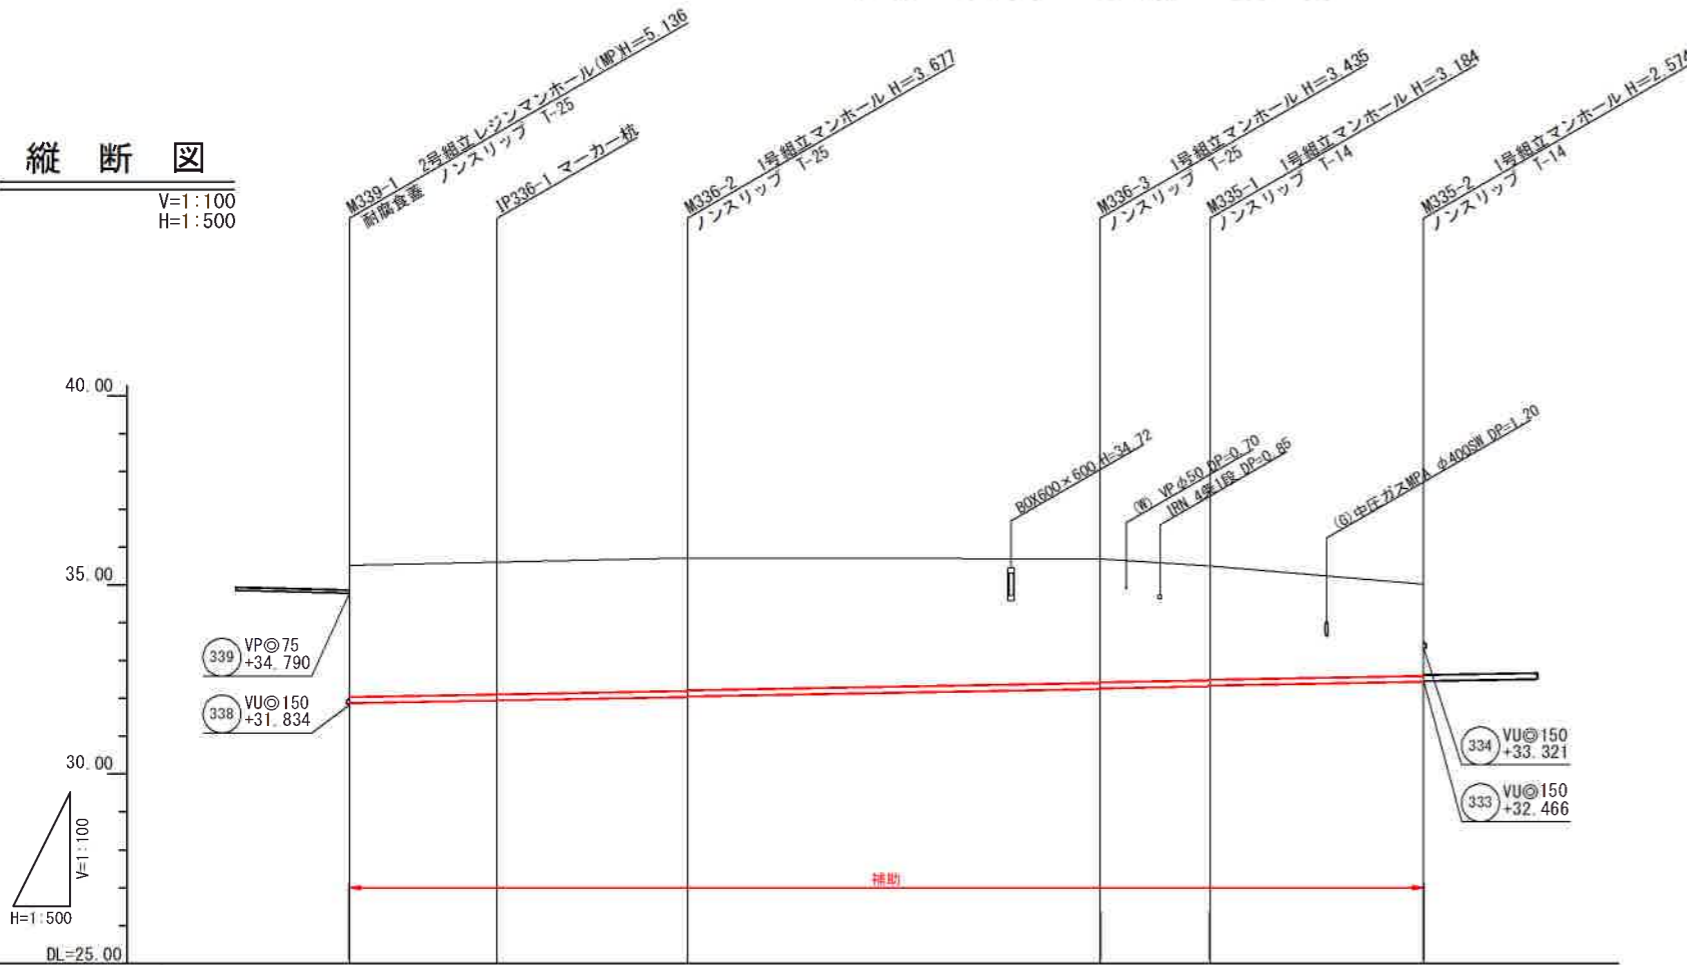 縦断図
V=1:100
H=1:500
M339-1 2号組立レジンマンホール(MP)H=5.136
耐腐食蓋 ノンスリップ T-25
IP336-1 マーカー杭
M336-2 1号組立マンホール H=3.677
ノンスリップ T-25
M336-3 1号組立マンホール H=3.435
ノンスリップ T-25
M335-1 1号組立マンホール H=3.184
ノンスリップ T-14
M335-2 1号組立マンホール H=2.574
ノンスリップ T-14
40.00
35.00
30.00
DL=25.00
BOX600×600 H=34.72
(W) VPφ50 DP=0.70
IRN 4条1段 DP=0.85
(G)中圧ガスMPA φ400SW DP=1.20
339 VP◎75
+34.790
338 VU◎150
+31.834
334 VU◎150
+33.321
333 VU◎150
+32.466
補助
V=1:100
H=1:500